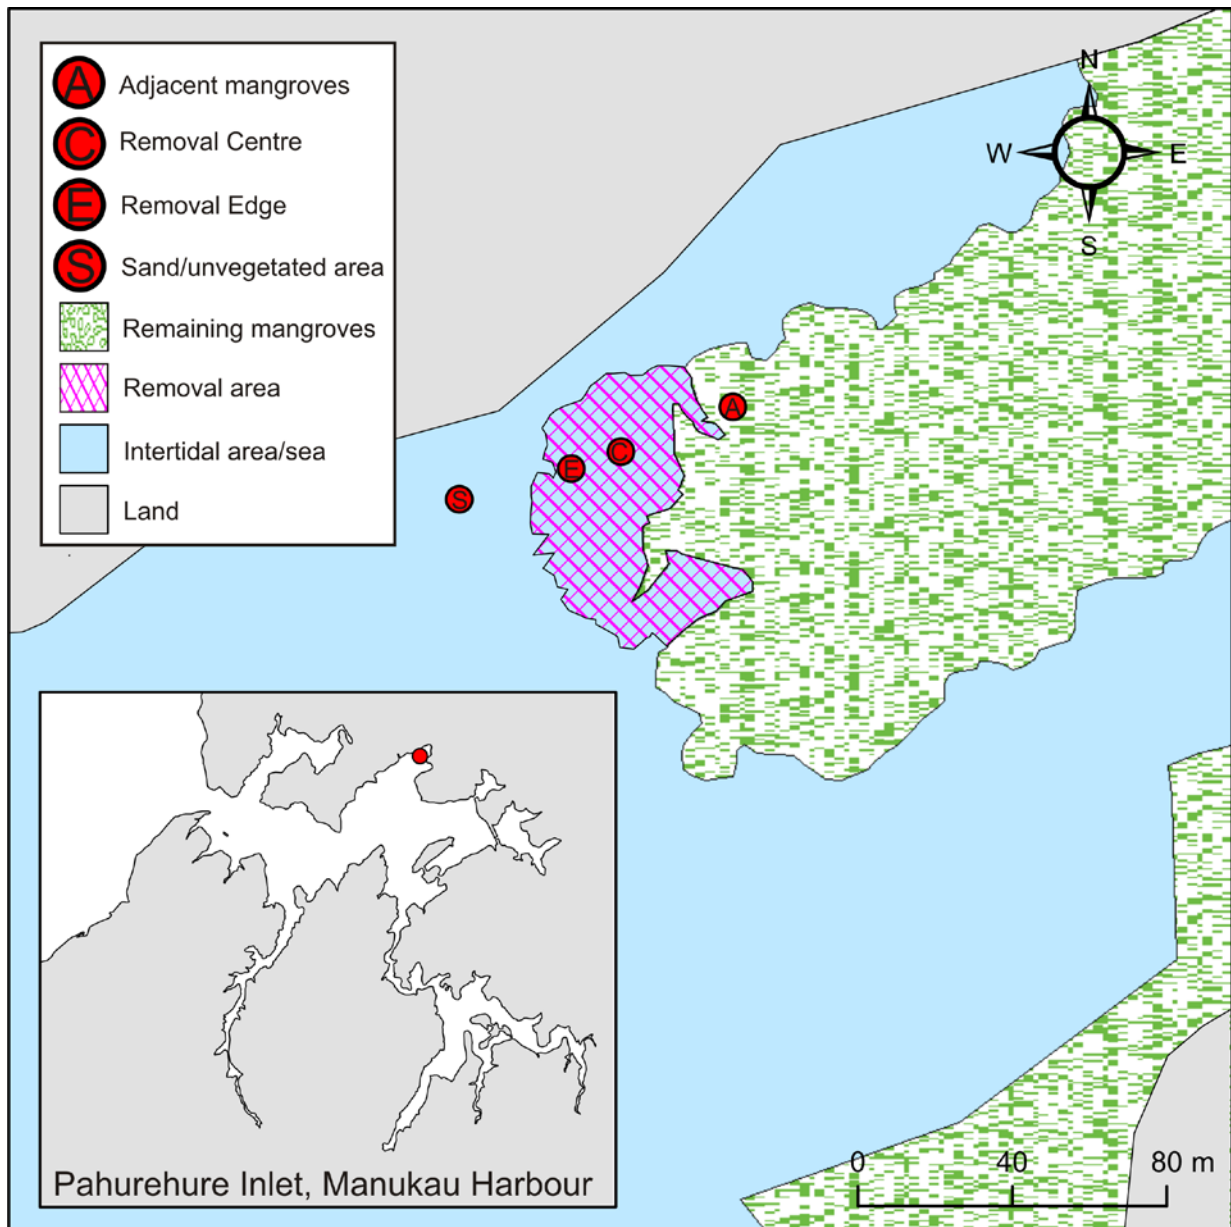 A Adjacent mangroves
C Removal Centre
E Removal Edge
S Sand/unvegetated area
Remaining mangroves
Removal area
Intertidal area/sea
Land
N
W E
S
A
C
E
S
0 40 80 m
Pahurehure Inlet, Manukau Harbour